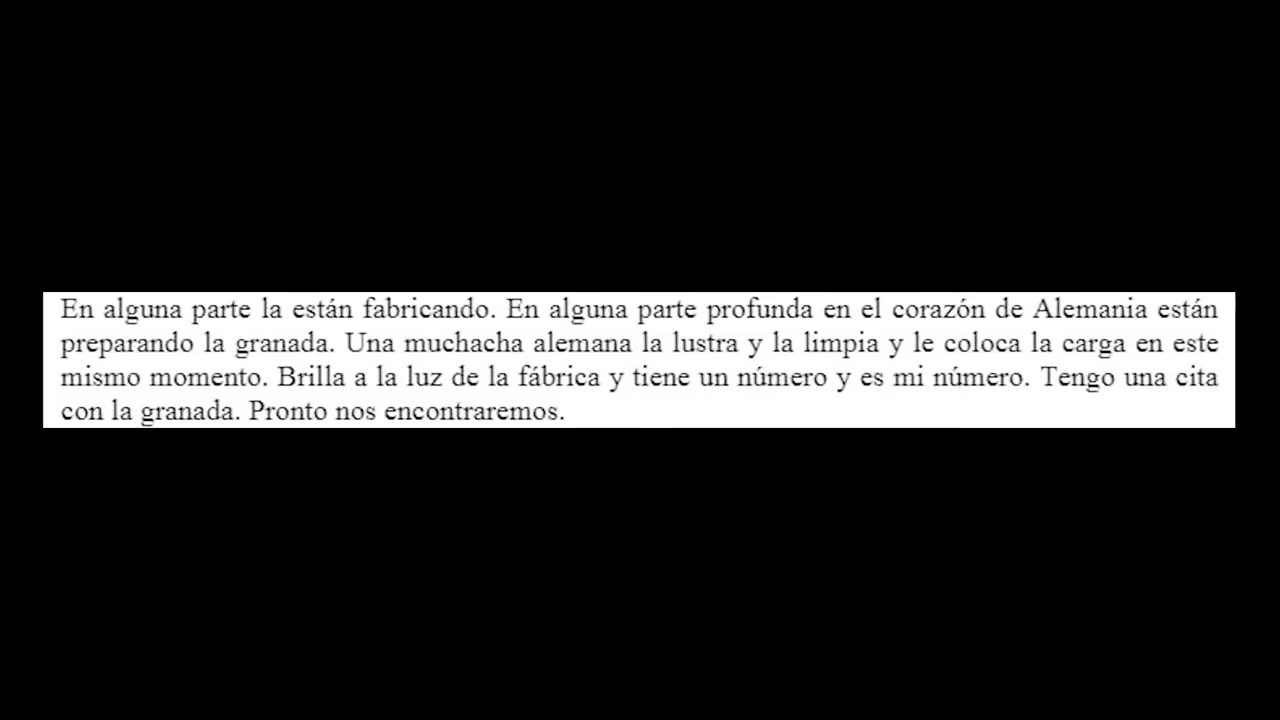 En alguna parte la están fabricando. En alguna parte profunda en el corazón de Alemania están
preparando la granada. Una muchacha alemana la lustra y la limpia y le coloca la carga en este
mismo momento. Brilla a la luz de la fábrica y tiene un número y es mi número. Tengo una cita
con la granada. Pronto nos encontraremos.